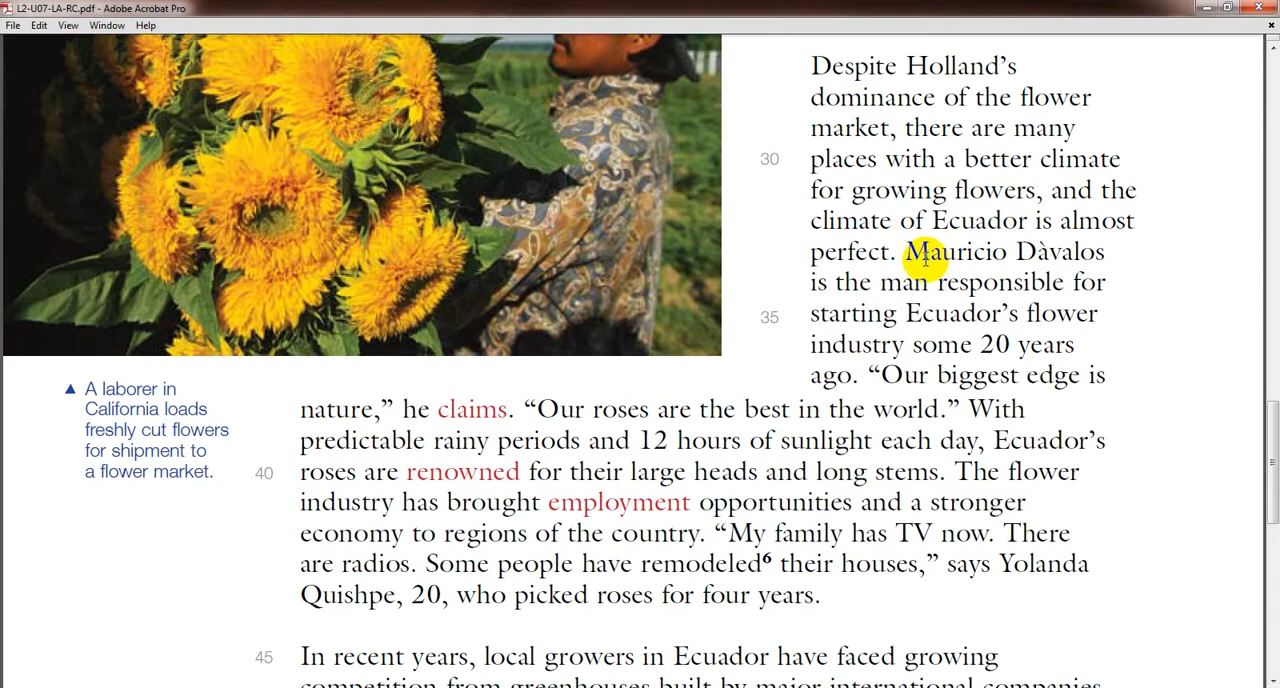 L2-U07-LA-RC.pdf - Adobe Acrobat Pro
File Edit View Window Help
Despite Holland’s
dominance of the flower
market, there are many
30 places with a better climate
for growing flowers, and the
climate of Ecuador is almost
perfect. Mauricio Dàvalos
is the man responsible for
35 starting Ecuador’s flower
industry some 20 years
ago. “Our biggest edge is
▲ A laborer in
California loads
freshly cut flowers
for shipment to
a flower market.
nature,” he claims. “Our roses are the best in the world.” With
predictable rainy periods and 12 hours of sunlight each day, Ecuador’s
40 roses are renowned for their large heads and long stems. The flower
industry has brought employment opportunities and a stronger
economy to regions of the country. “My family has TV now. There
are radios. Some people have remodeled⁶ their houses,” says Yolanda
Quishpe, 20, who picked roses for four years.
45 In recent years, local growers in Ecuador have faced growing
competition from greenhouses built by major international companies